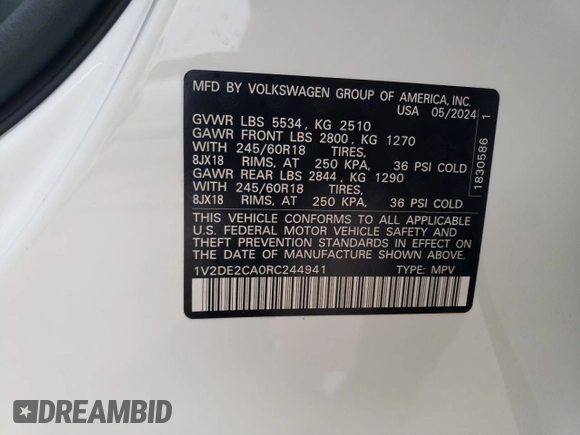 MFD BY VOLKSWAGEN GROUP OF AMERICA, INC.
USA 05/2024
GVWR LBS 5534, KG 2510
GAWR FRONT LBS 2800, KG 1270
WITH 245/60R18 TIRES,
8JX18 RIMS, AT 250 KPA, 36 PSI COLD
GAWR REAR LBS 2844, KG 1290
WITH 245/60R18 TIRES,
8JX18 RIMS, AT 250 KPA, 36 PSI COLD
THIS VEHICLE CONFORMS TO ALL APPLICABLE
U.S. FEDERAL MOTOR VEHICLE SAFETY AND
THEFT PREVENTION STANDARDS IN EFFECT ON
THE DATE OF MANUFACTURE SHOWN ABOVE.
1V2DE2CA0RC244941 TYPE: MPV
1830586 1
DREAMBID